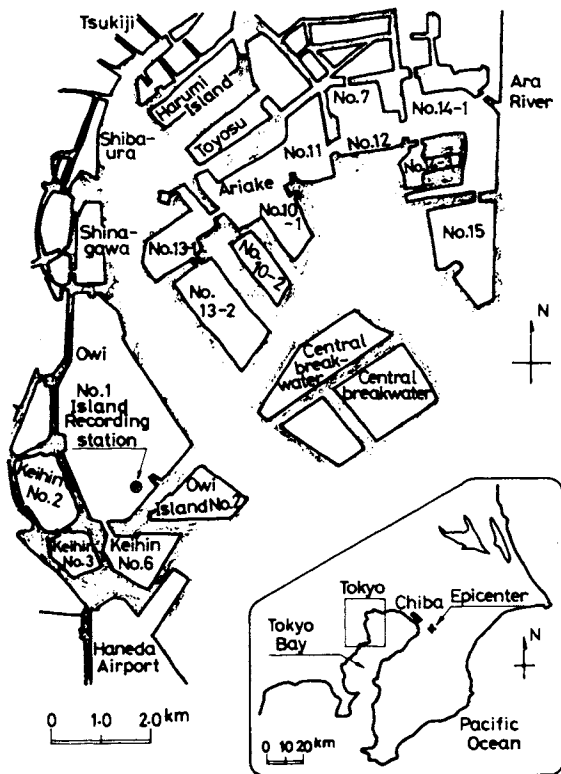 Tsukiji
Harumi
Island
No.7
No.14-1
Ara
River
Toyosu
Shiba-
ura
No.11
No.12
Ariake
No.10
-1
No.15
Shina-
gawa
No.13-1
No.
10-2
No.
13-2
N
Owi
No.1
Island
Recording
station
Central
break-
water
Central
breakwater
Keihin
No.2
Owi
Island No.2
Keihin
No.3
Keihin
No.6
Haneda
Airport
0 1.0 2.0 km
Tokyo
Chiba
Epicenter
Tokyo
Bay
N
Pacific
Ocean
0 10 20 km